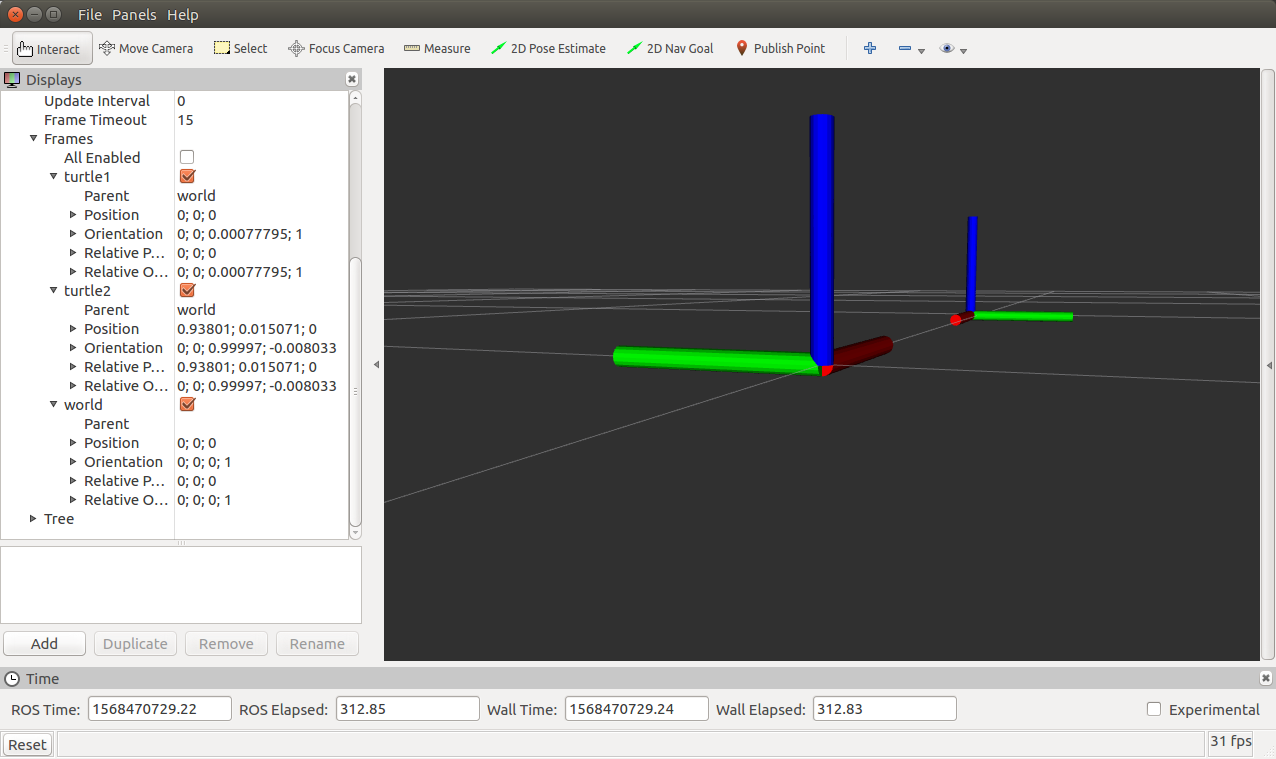 File Panels Help
Interact Move Camera Select Focus Camera Measure 2D Pose Estimate 2D Nav Goal Publish Point
Displays
Update Interval 0
Frame Timeout 15
Frames
All Enabled
turtle1
Parent world
Position 0; 0; 0
Orientation 0; 0; 0.00077795; 1
Relative P... 0; 0; 0
Relative O... 0; 0; 0.00077795; 1
turtle2
Parent world
Position 0.93801; 0.015071; 0
Orientation 0; 0; 0.99997; -0.008033
Relative P... 0.93801; 0.015071; 0
Relative O... 0; 0; 0.99997; -0.008033
world
Parent
Position 0; 0; 0
Orientation 0; 0; 0; 1
Relative P... 0; 0; 0
Relative O... 0; 0; 0; 1
Tree
Add Duplicate Remove Rename
Time
ROS Time: 1568470729.22 ROS Elapsed: 312.85 Wall Time: 1568470729.24 Wall Elapsed: 312.83 Experimental
Reset 31 fps